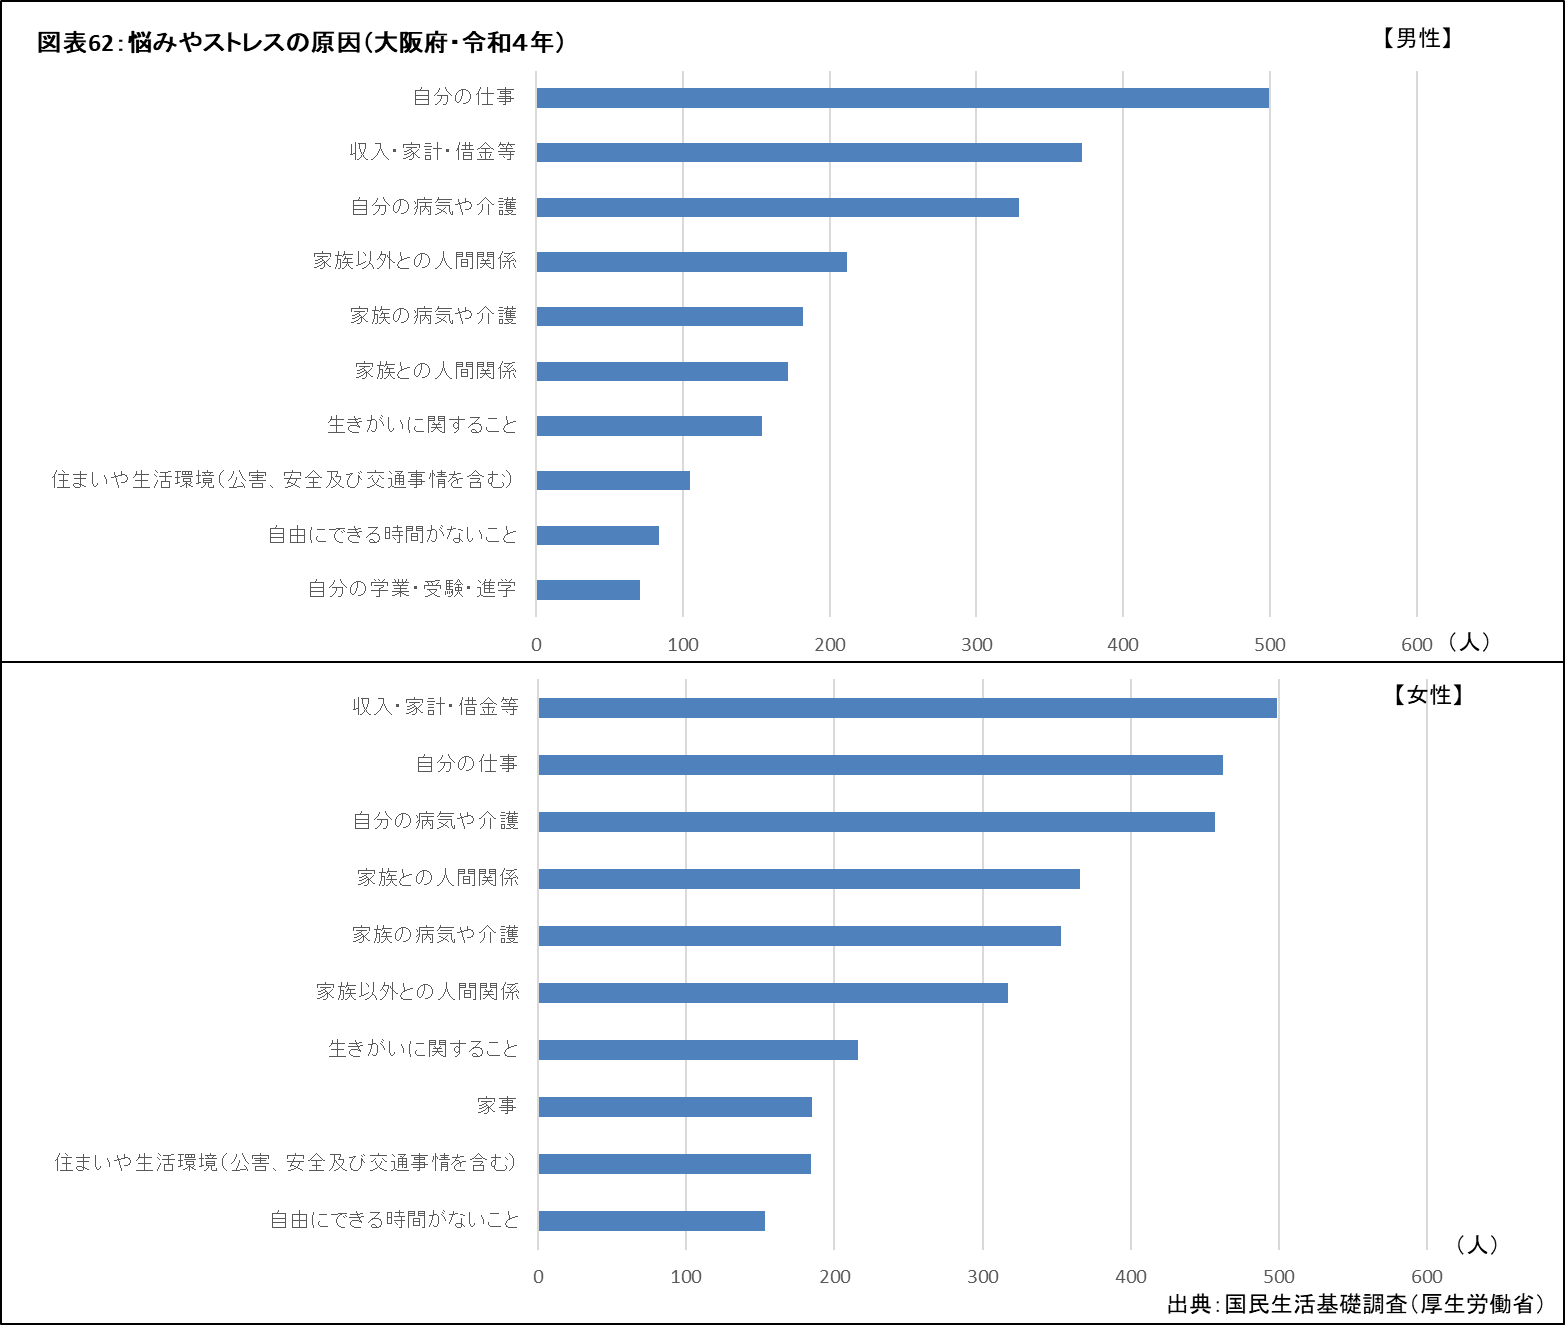 図表62:悩みやストレスの原因(大阪府・令和4年)
【男性】
自分の仕事
収入・家計・借金等
自分の病気や介護
家族以外との人間関係
家族の病気や介護
家族との人間関係
生きがいに関すること
住まいや生活環境(公害、安全及び交通事情を含む)
自由にできる時間がないこと
自分の学業・受験・進学
0 100 200 300 400 500 600 (人)
【女性】
収入・家計・借金等
自分の仕事
自分の病気や介護
家族との人間関係
家族の病気や介護
家族以外との人間関係
生きがいに関すること
家事
住まいや生活環境(公害、安全及び交通事情を含む)
自由にできる時間がないこと
(人)
0 100 200 300 400 500 600
出典:国民生活基礎調査(厚生労働省)